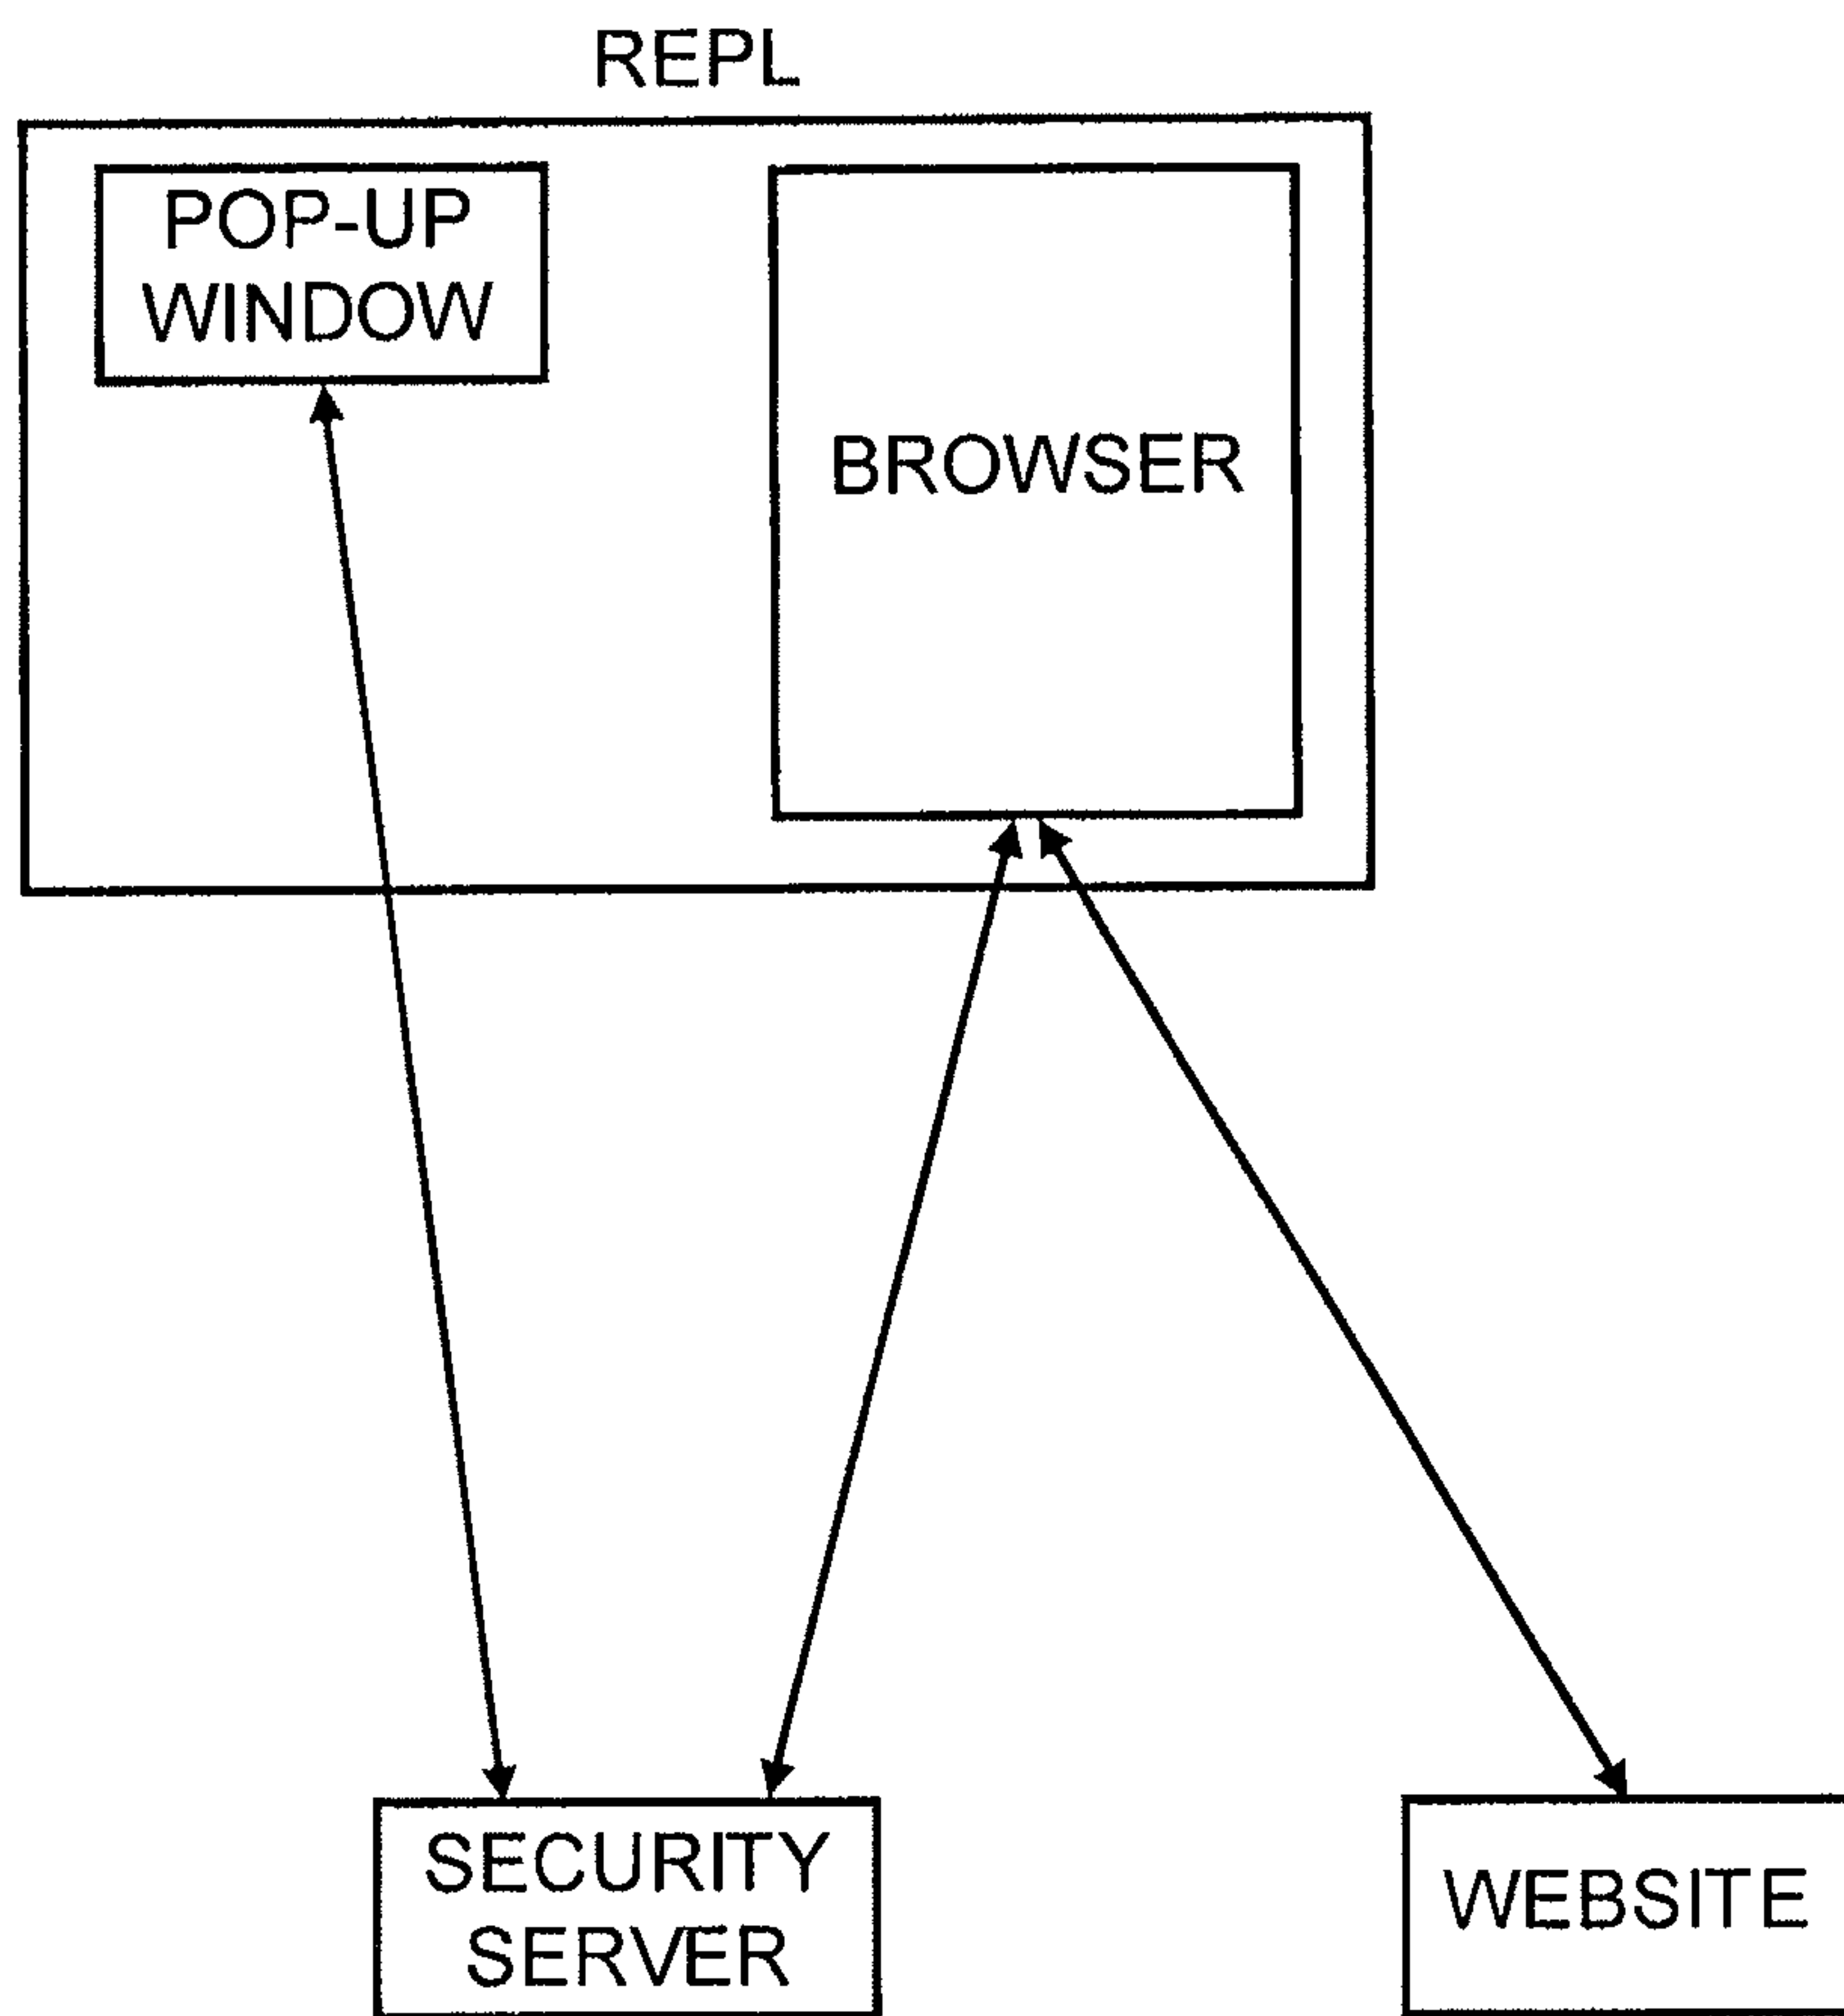 REPL
POP-UP
WINDOW
BROWSER
SECURITY
SERVER
WEBSITE